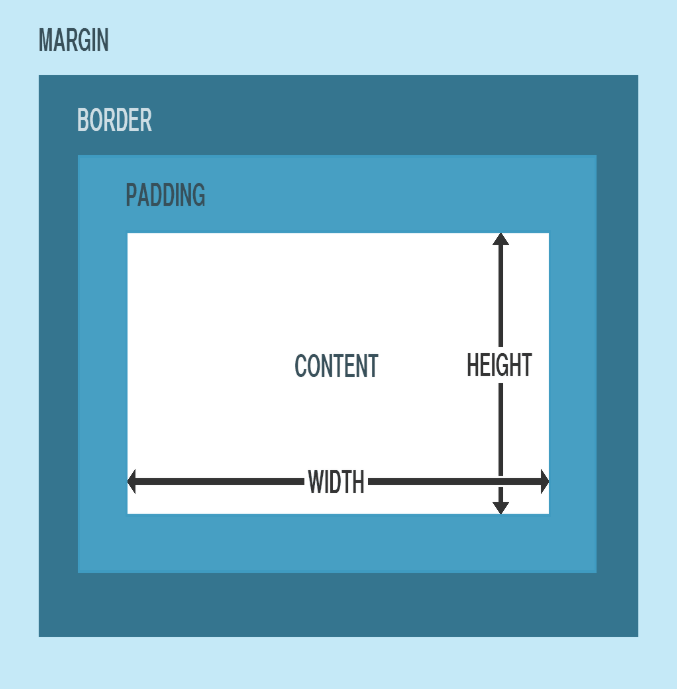 MARGIN
BORDER
PADDING
CONTENT
HEIGHT
WIDTH